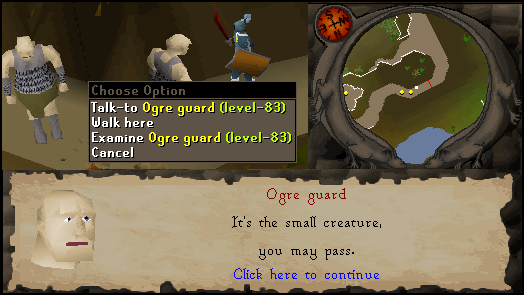 Choose Option
Talk-to Ogre guard (level-83)
Walk here
Examine Ogre guard (level-83)
Cancel
Ogre guard
It's the small creature,
you may pass.
Click here to continue